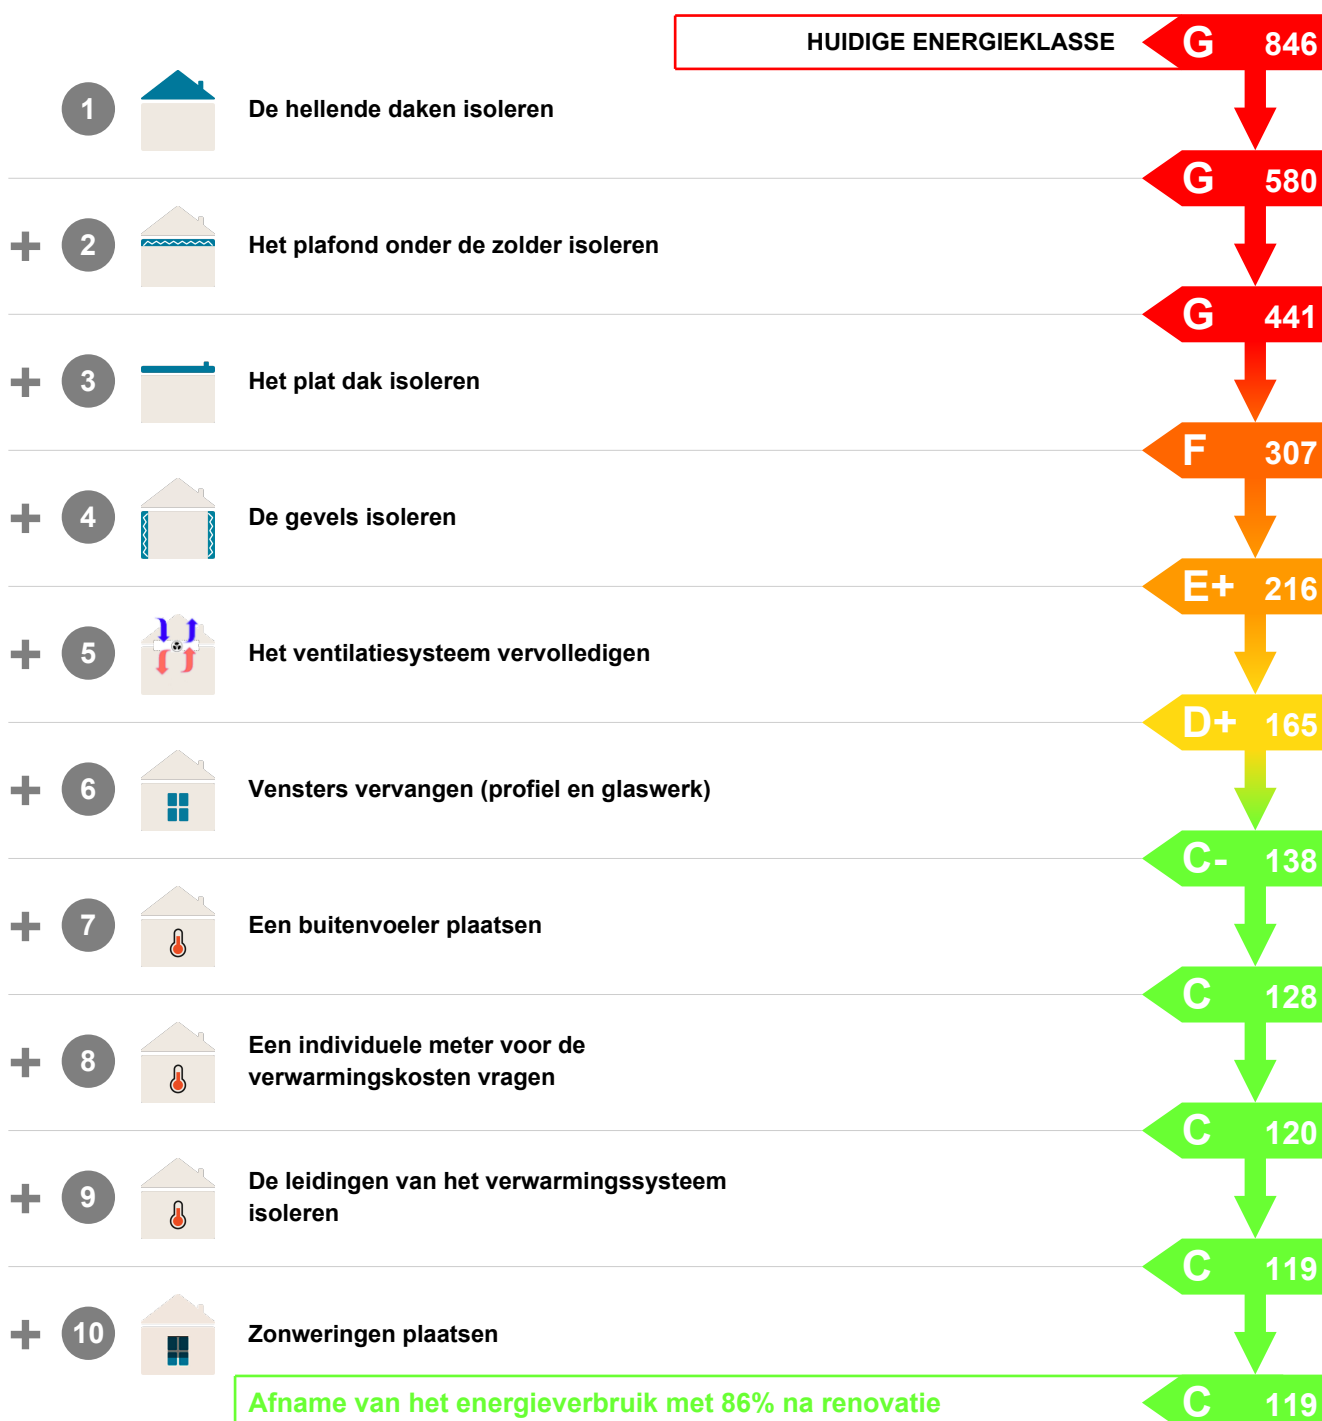 HUIDIGE ENERGIEKLASSE G 846
1 De hellende daken isoleren
G 580
+ 2 Het plafond onder de zolder isoleren
G 441
+ 3 Het plat dak isoleren
F 307
+ 4 De gevels isoleren
E+ 216
+ 5 Het ventilatiesysteem vervolledigen
D+ 165
+ 6 Vensters vervangen (profiel en glaswerk)
C- 138
+ 7 Een buitenvoeler plaatsen
C 128
+ 8 Een individuele meter voor de
verwarmingskosten vragen
C 120
+ 9 De leidingen van het verwarmingssysteem
isoleren
C 119
+ 10 Zonweringen plaatsen
Afname van het energieverbruik met 86% na renovatie C 119